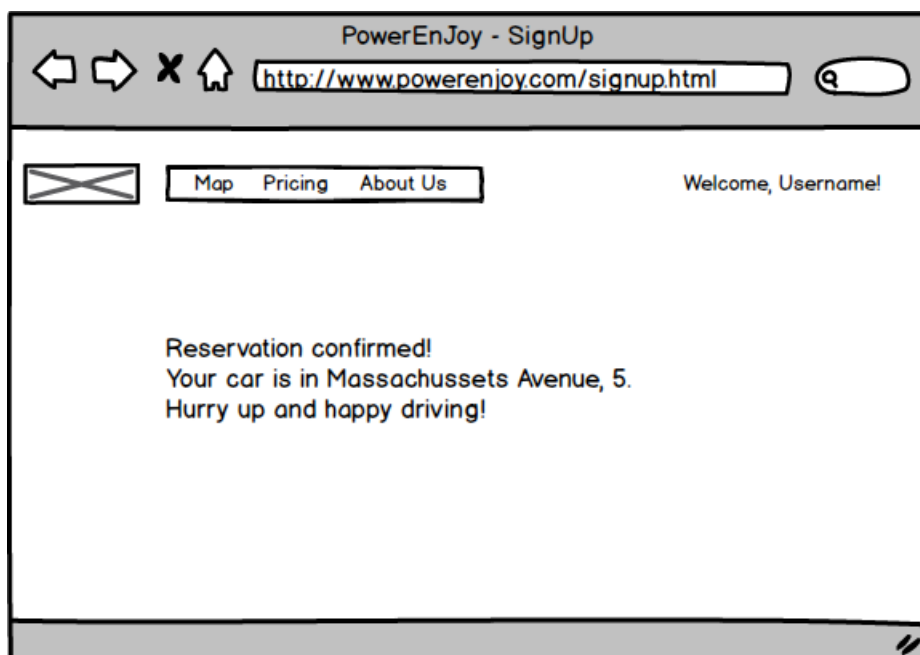 PowerEnJoy - SignUp
http://www.powerenjoy.com/signup.html
Map Pricing About Us
Welcome, Username!
Reservation confirmed!
Your car is in Massachussets Avenue, 5.
Hurry up and happy driving!